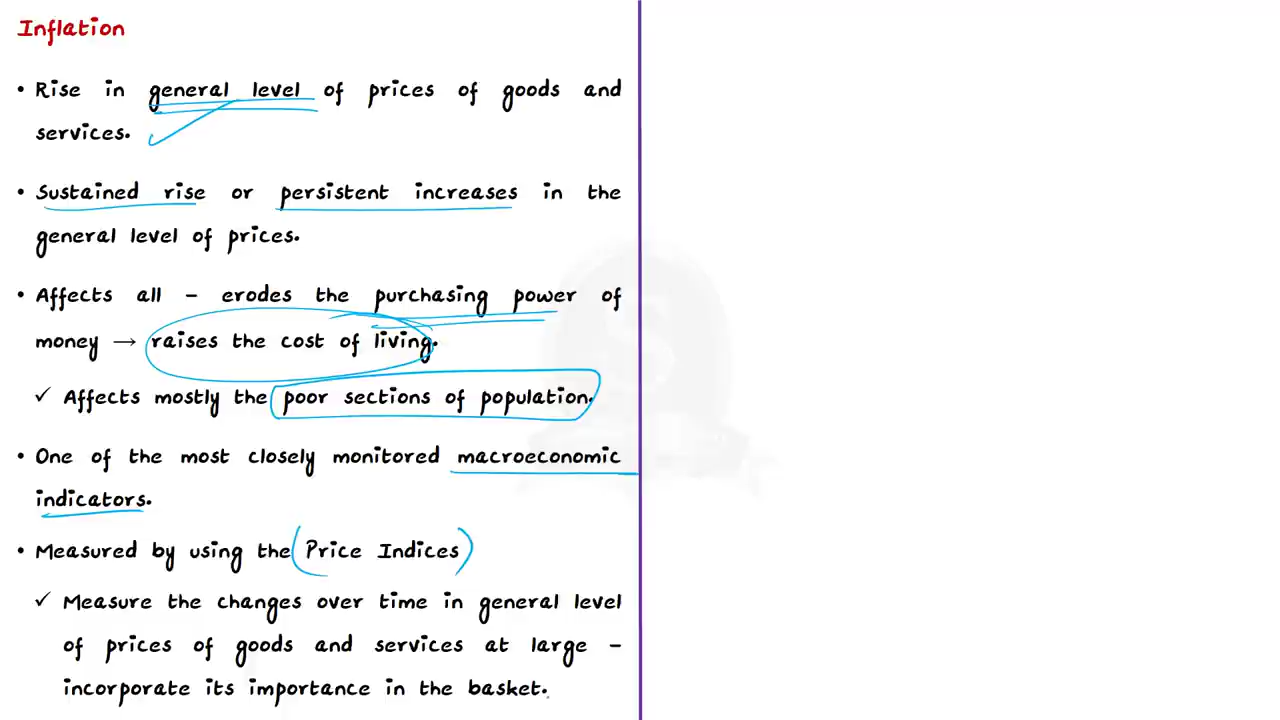 Inflation
• Rise in general level of prices of goods and
services.
• Sustained rise or persistent increases in the
general level of prices.
• Affects all – erodes the purchasing power of
money → raises the cost of living.
✓ Affects mostly the poor sections of population.
• One of the most closely monitored macroeconomic
indicators.
• Measured by using the Price Indices
✓ Measure the changes over time in general level
of prices of goods and services at large –
incorporate its importance in the basket.